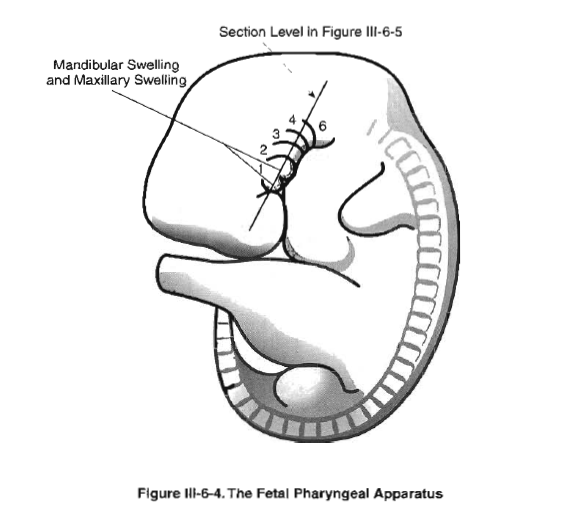 Section Level in Figure III-6-5
Mandibular Swelling
and Maxillary Swelling
4
6
3
2
1
Figure III-6-4. The Fetal Pharyngeal Apparatus